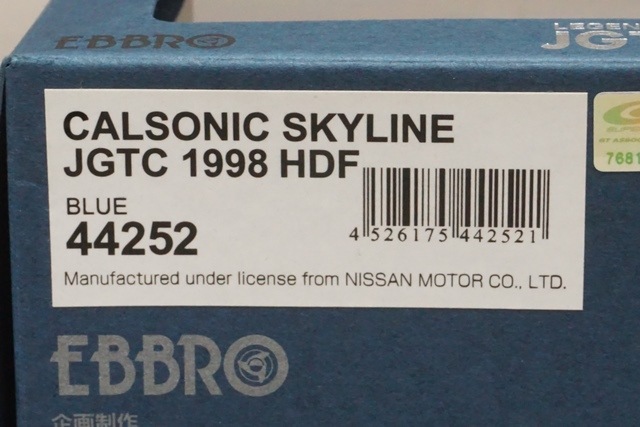 EBBRO
JGT
CALSONIC SKYLINE
JGTC 1998 HDF
BLUE
44252
4 526175 442521
Manufactured under license from NISSAN MOTOR CO., LTD.
7681
EBBRO
企画制作